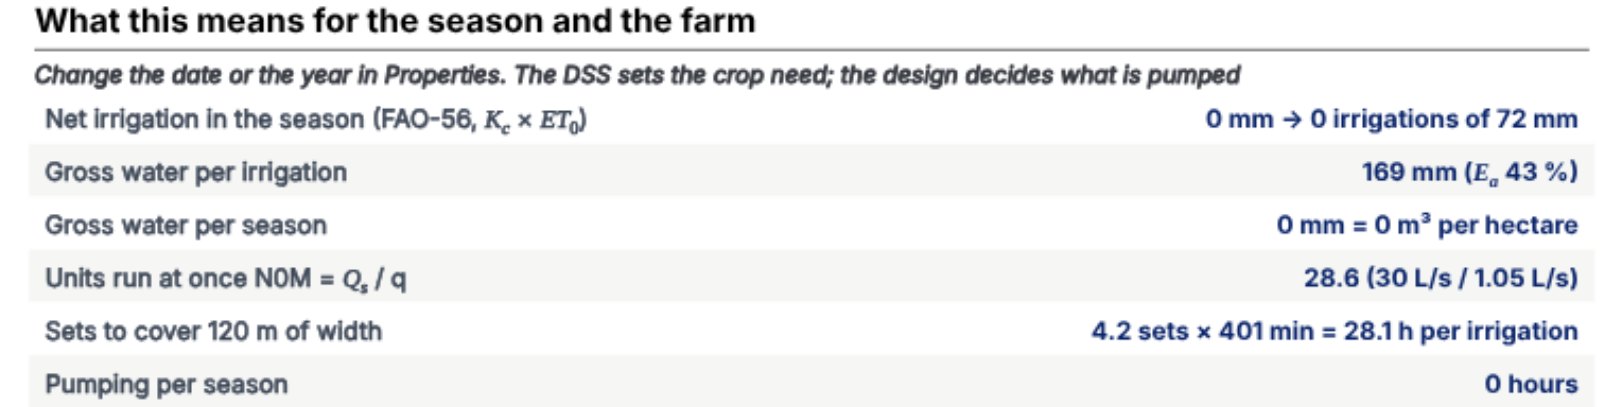 What this means for the season and the farm
Change the date or the year in Properties. The DSS sets the crop need; the design decides what is pumped
Net irrigation in the season (FAO-56, K_c × ET_0) 0 mm → 0 irrigations of 72 mm
Gross water per irrigation 169 mm (E_a 43 %)
Gross water per season 0 mm = 0 m³ per hectare
Units run at once N0M = Q_s / q 28.6 (30 L/s / 1.05 L/s)
Sets to cover 120 m of width 4.2 sets × 401 min = 28.1 h per irrigation
Pumping per season 0 hours